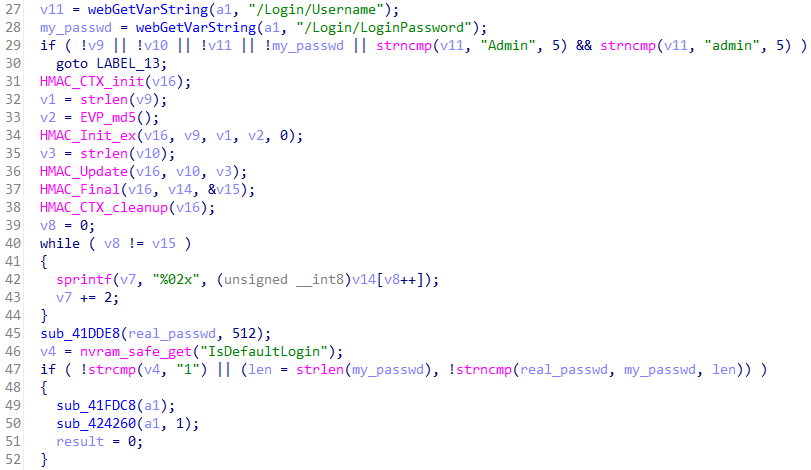 27 v11 = webGetVarString(a1, "/Login/Username");
28 my_passwd = webGetVarString(a1, "/Login/LoginPassword");
29 if ( !v9 || !v10 || !v11 || !my_passwd || strncmp(v11, "Admin", 5) && strncmp(v11, "admin", 5) )
30 goto LABEL_13;
31 HMAC_CTX_init(v16);
32 v1 = strlen(v9);
33 v2 = EVP_md5();
34 HMAC_Init_ex(v16, v9, v1, v2, 0);
35 v3 = strlen(v10);
36 HMAC_Update(v16, v10, v3);
37 HMAC_Final(v16, v14, &v15);
38 HMAC_CTX_cleanup(v16);
39 v8 = 0;
40 while ( v8 != v15 )
41 {
42 sprintf(v7, "%02x", (unsigned __int8)v14[v8++]);
43 v7 += 2;
44 }
45 sub_41DDE8(real_passwd, 512);
46 v4 = nvram_safe_get("IsDefaultLogin");
47 if ( !strcmp(v4, "1") || (len = strlen(my_passwd), !strncmp(real_passwd, my_passwd, len)) )
48 {
49 sub_41FDC8(a1);
50 sub_424260(a1, 1);
51 result = 0;
52 }